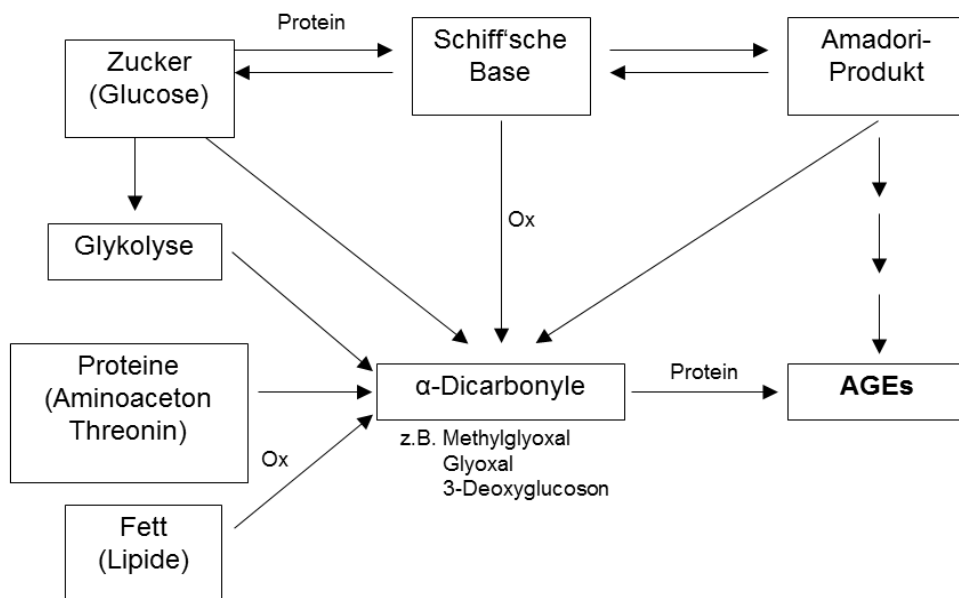 Protein
Zucker
(Glucose)
Schiff'sche
Base
Amadori-
Produkt
Ox
Glykolyse
Proteine
(Aminoaceton
Threonin)
α-Dicarbonyle
Protein
AGEs
z.B. Methylglyoxal
Glyoxal
3-Deoxyglucoson
Ox
Fett
(Lipide)